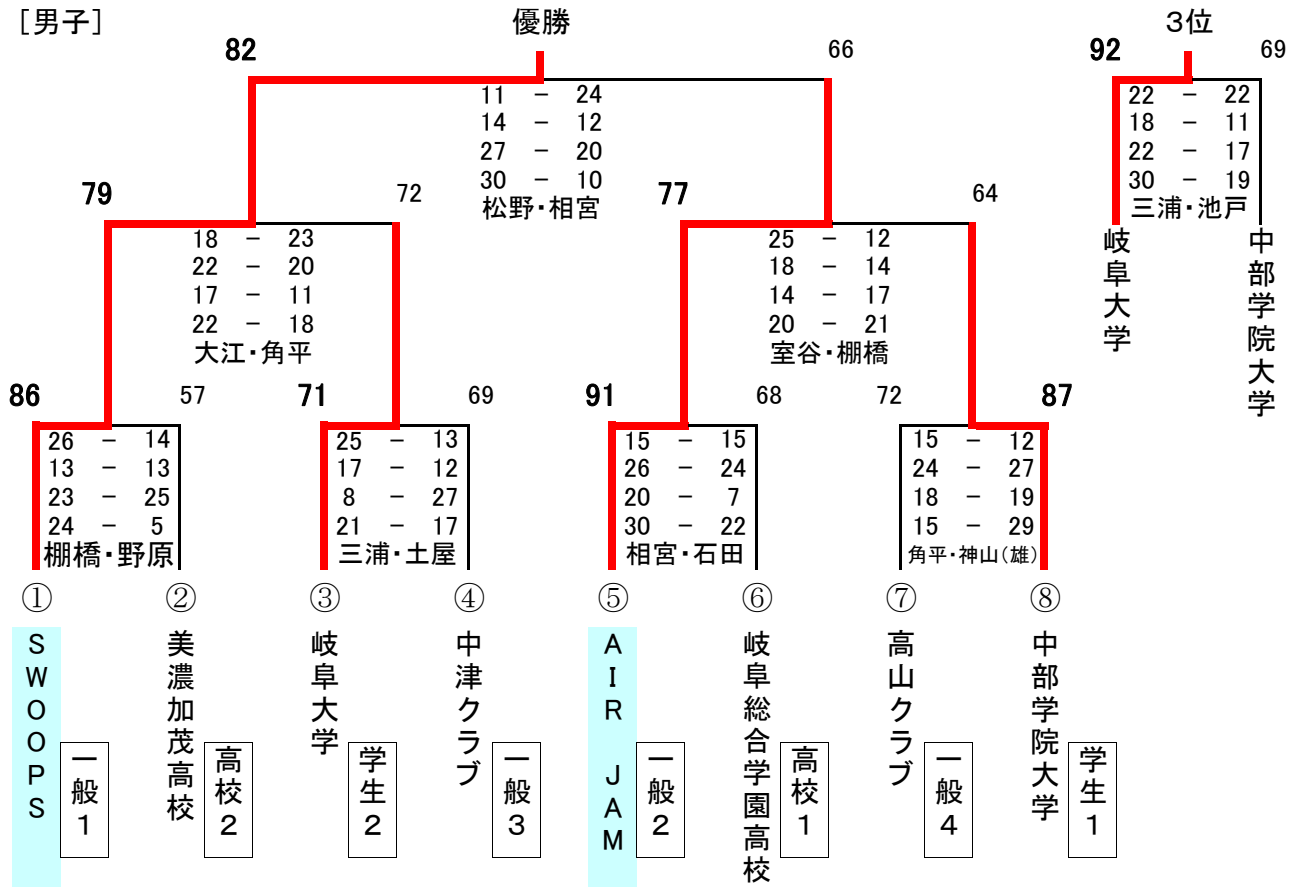 ［男子］
優勝
３位
82
66
92
69
11 － 24
14 － 12
27 － 20
30 － 10
松野・相宮
22 － 22
18 － 11
22 － 17
30 － 19
三浦・池戸
岐阜大学
中部学院大学
79
72
77
64
18 － 23
22 － 20
17 － 11
22 － 18
大江・角平
25 － 12
18 － 14
14 － 17
20 － 21
室谷・棚橋
86
57
71
69
91
68
72
87
26 － 14
13 － 13
23 － 25
24 － 5
棚橋・野原
25 － 13
17 － 12
8 － 27
21 － 17
三浦・土屋
15 － 15
26 － 24
20 － 7
30 － 22
相宮・石田
15 － 12
24 － 27
18 － 19
15 － 29
角平・神山（雄）
①
②
③
④
⑤
⑥
⑦
⑧
ＳＷＯＯＰＳ
一般１
美濃加茂高校
高校２
岐阜大学
学生２
中津クラブ
一般３
ＡＩＲ　ＪＡＭ
一般２
岐阜総合学園高校
高校１
高山クラブ
一般４
中部学院大学
学生１